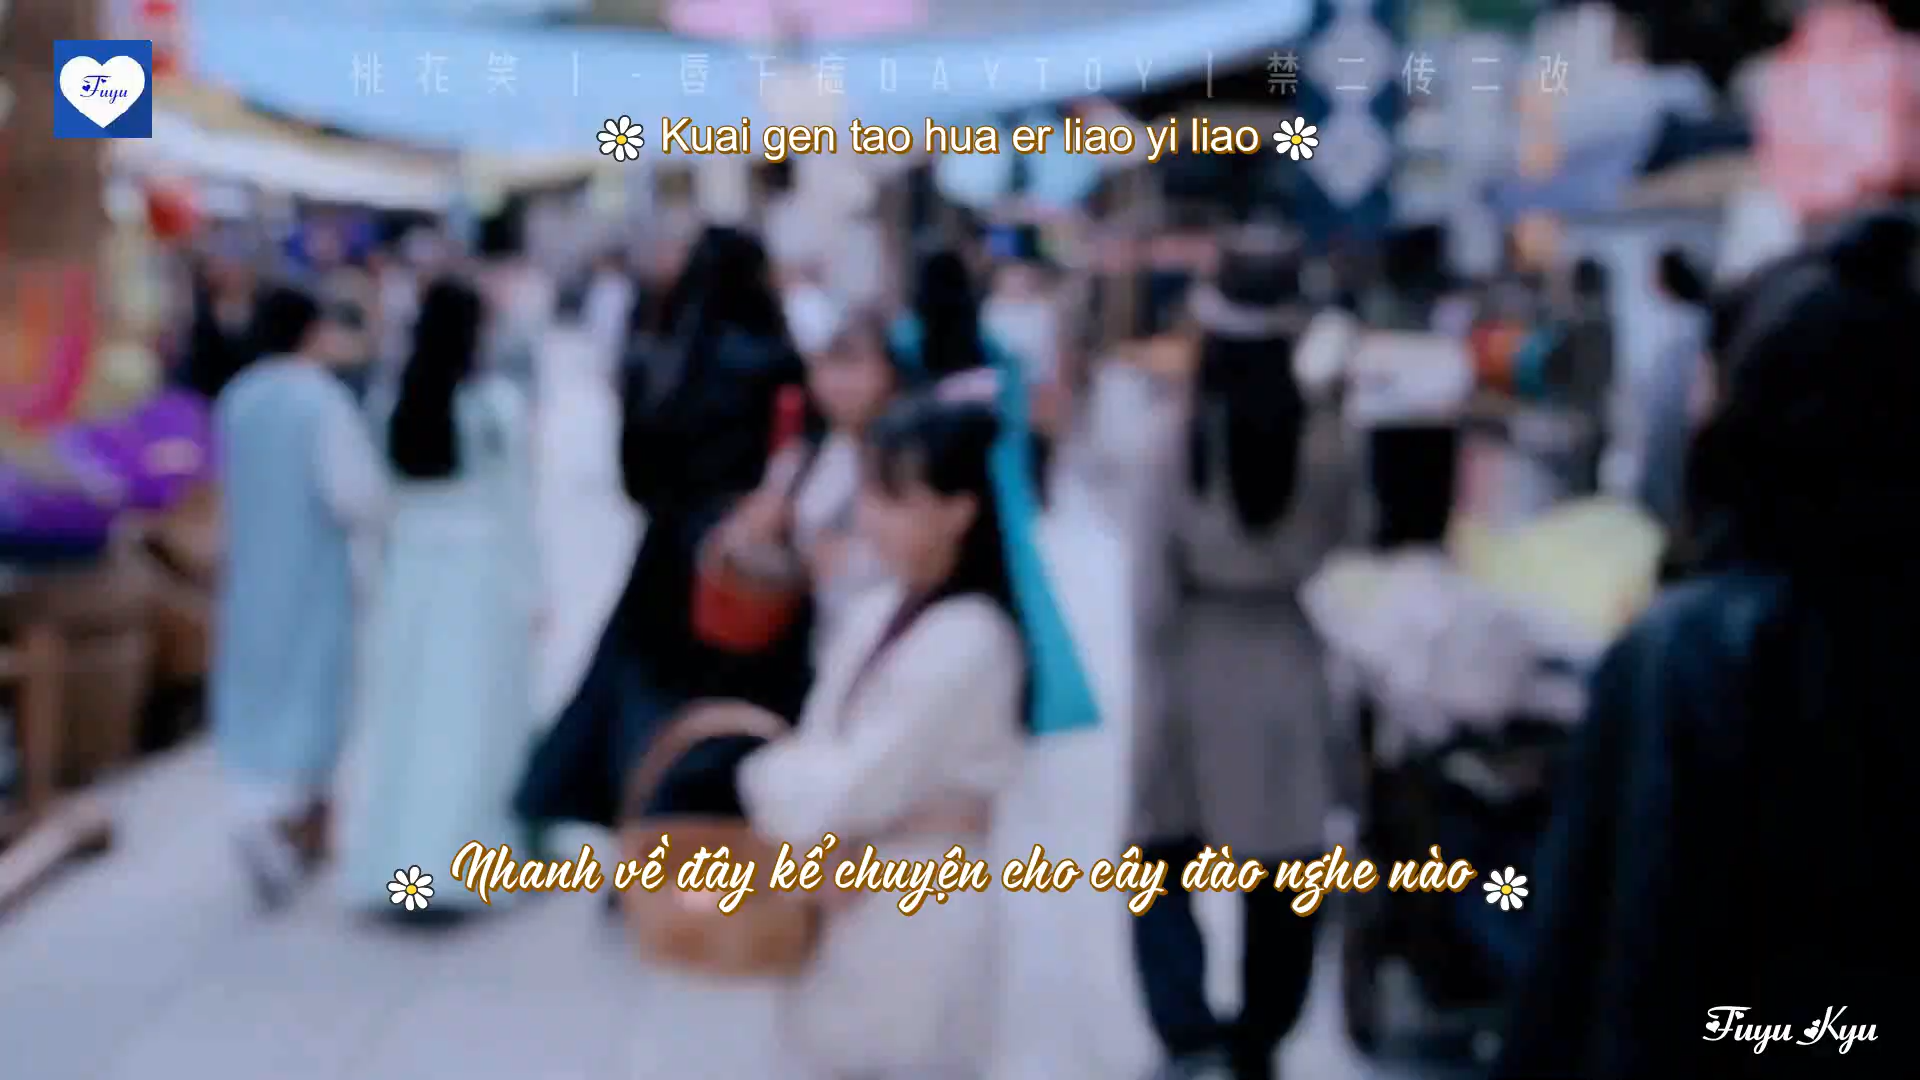 桃花笑 | - 唇下痣DAYTOY | 禁二传二改
Fuyu
Kuai gen tao hua er liao yi liao
Nhanh về đây kể chuyện cho cây đào nghe nào
Fuyu Kyu